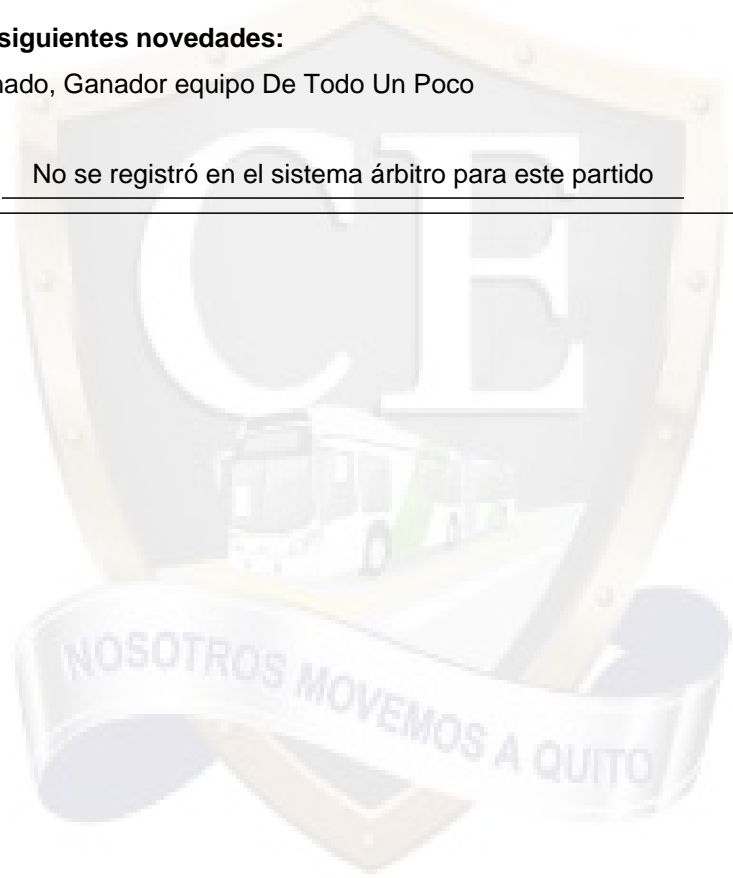 siguientes novedades:
nado, Ganador equipo De Todo Un Poco
No se registró en el sistema árbitro para este partido
CE
NOSOTROS MOVEMOS A QUITO